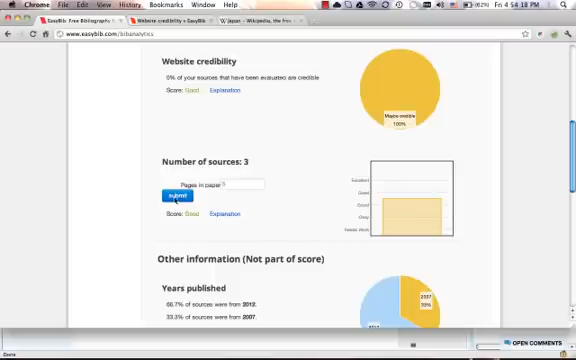 Chrome File Edit View History Bookmarks Window Help
(62%) Fri 4:54:18 PM
EasyBib: Free Bibliography
Website credibility « EasyBib
Japan - Wikipedia, the free
www.easybib.com/bibanalytics
Website credibility
0% of your sources that have been evaluated are credible
Score: Good Explanation
Maybe credible
100%
Number of sources: 3
Pages in paper 5
submit
Score: Good Explanation
Excellent
Good
Okay
Needs Work
Other information (Not part of score)
Years published
66.7% of sources were from 2012.
33.3% of sources were from 2007.
2007
33%
OPEN COMMENTS
Done